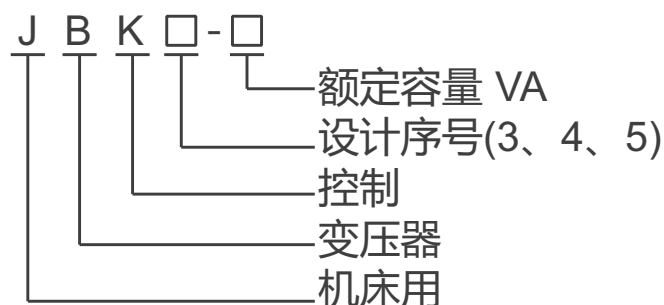 J B K □-□
额定容量 VA
设计序号(3、4、5)
控制
变压器
机床用